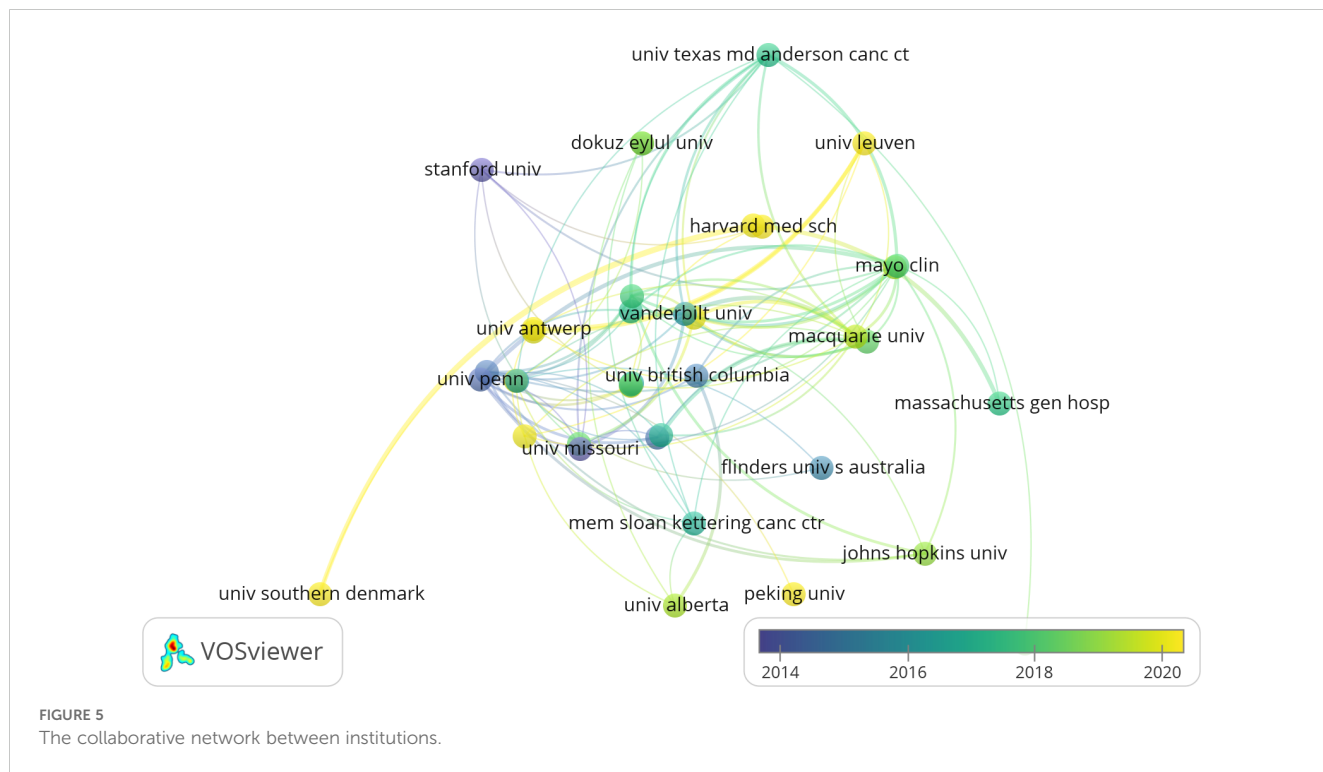 univ texas md anderson canc ct
dokuz eylul univ
univ leuven
stanford univ
harvard med sch
mayo clin
vanderbilt univ
univ antwerp
macquarie univ
univ penn
univ british columbia
massachusetts gen hosp
univ missouri
flinders univ s australia
mem sloan kettering canc ctr
johns hopkins univ
univ southern denmark
peking univ
univ alberta
VOSviewer
2014 2016 2018 2020
FIGURE 5
The collaborative network between institutions.